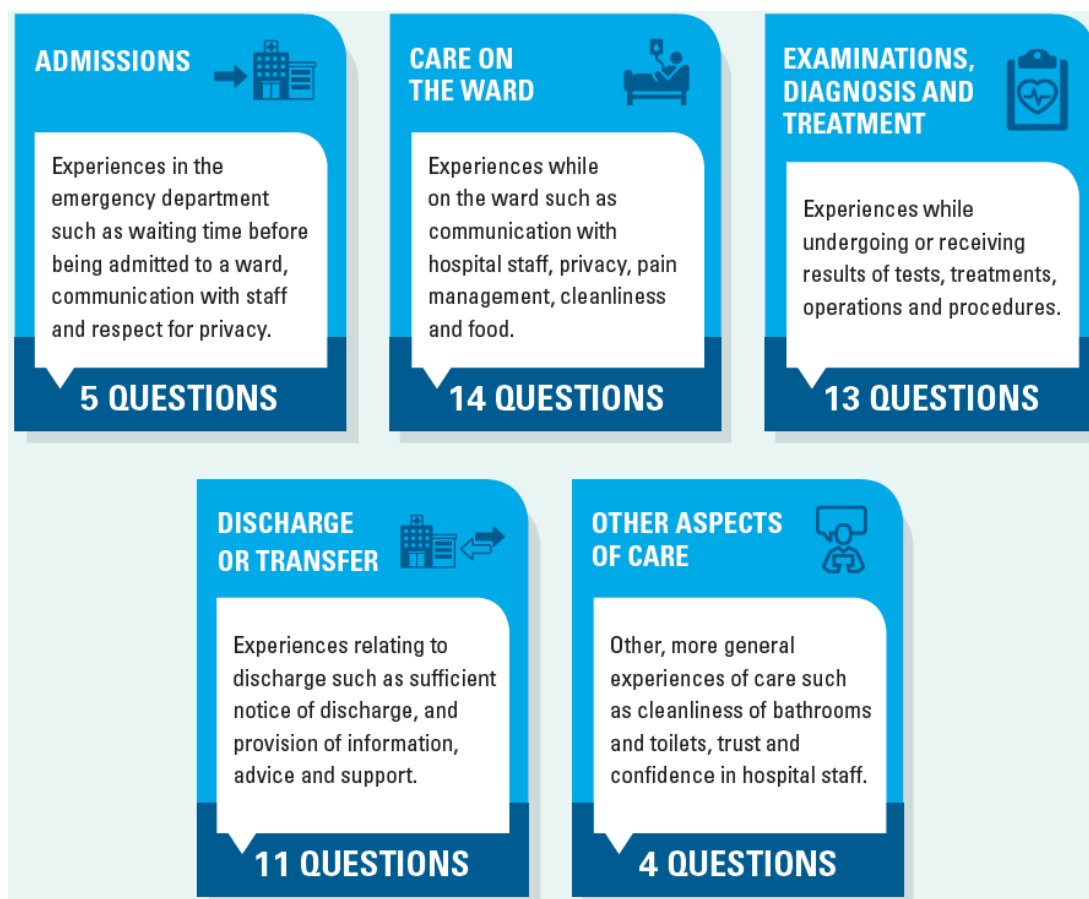 ADMISSIONS
Experiences in the
emergency department
such as waiting time before
being admitted to a ward,
communication with staff
and respect for privacy.
5 QUESTIONS
CARE ON
THE WARD
Experiences while
on the ward such as
communication with
hospital staff, privacy, pain
management, cleanliness
and food.
14 QUESTIONS
EXAMINATIONS,
DIAGNOSIS AND
TREATMENT
Experiences while
undergoing or receiving
results of tests, treatments,
operations and procedures.
13 QUESTIONS
DISCHARGE
OR TRANSFER
Experiences relating to
discharge such as sufficient
notice of discharge, and
provision of information,
advice and support.
11 QUESTIONS
OTHER ASPECTS
OF CARE
Other, more general
experiences of care such
as cleanliness of bathrooms
and toilets, trust and
confidence in hospital staff.
4 QUESTIONS